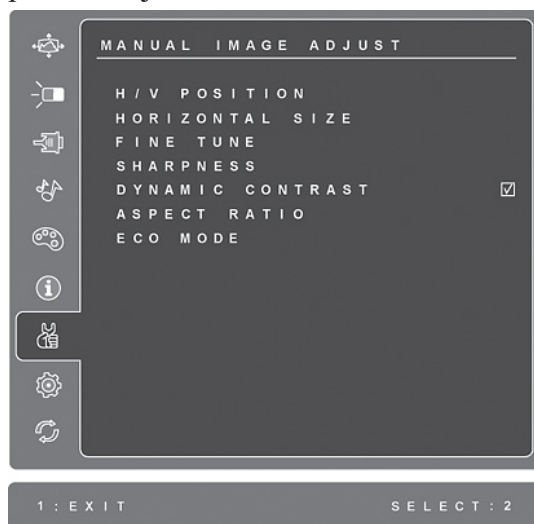 MANUAL IMAGE ADJUST
H/V POSITION
HORIZONTAL SIZE
FINE TUNE
SHARPNESS
DYNAMIC CONTRAST
ASPECT RATIO
ECO MODE
1:EXIT SELECT:2